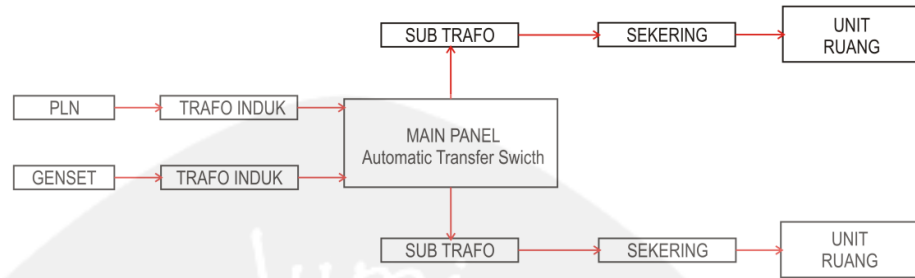 SUB TRAFO
SEKERING
UNIT
RUANG
PLN
TRAFO INDUK
MAIN PANEL
Automatic Transfer Swicth
GENSET
TRAFO INDUK
SUB TRAFO
SEKERING
UNIT
RUANG